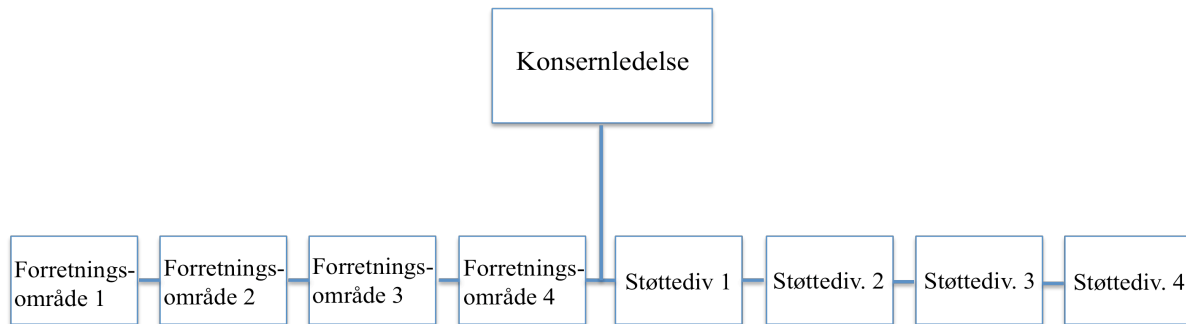 Konsernledelse
Forretnings-
område 1
Forretnings-
område 2
Forretnings-
område 3
Forretnings-
område 4
Støttediv 1
Støttediv. 2
Støttediv. 3
Støttediv. 4